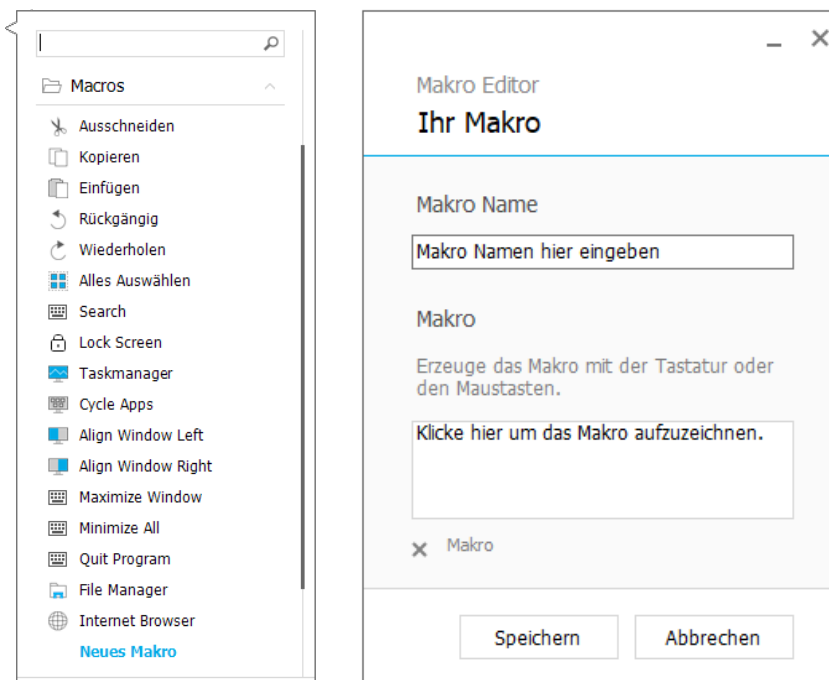 Macros
Ausschneiden
Kopieren
Einfügen
Rückgängig
Wiederholen
Alles Auswählen
Search
Lock Screen
Taskmanager
Cycle Apps
Align Window Left
Align Window Right
Maximize Window
Minimize All
Quit Program
File Manager
Internet Browser
Neues Makro
Makro Editor
Ihr Makro
Makro Name
Makro Namen hier eingeben
Makro
Erzeuge das Makro mit der Tastatur oder
den Maustasten.
Klicke hier um das Makro aufzuzeichnen.
Makro
Speichern
Abbrechen